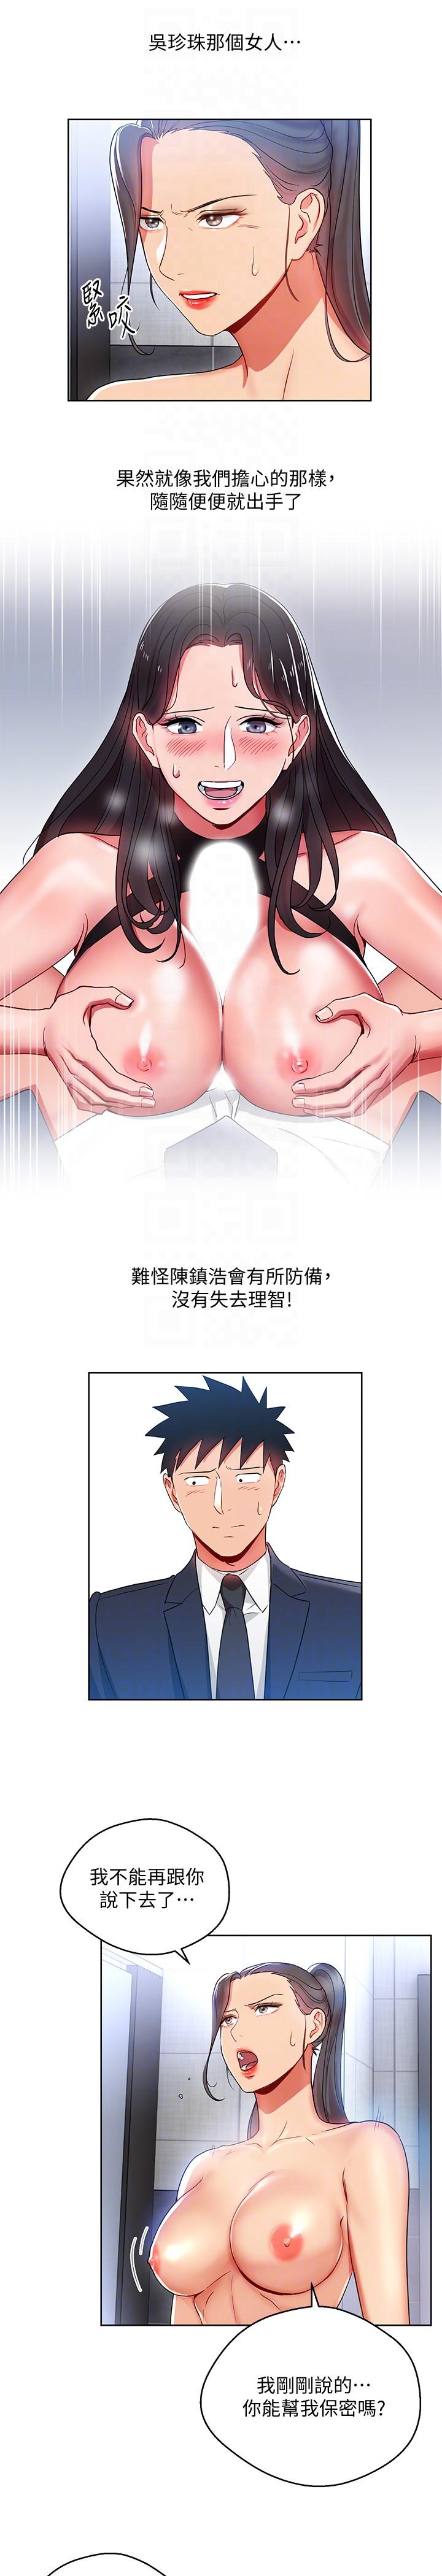 吳珍珠那個女人⋯
緊咬
果然就像我們擔心的那樣，
隨隨便便就出手了
難怪陳鎮浩會有所防備，
沒有失去理智!
我不能再跟你
說下去了⋯
我剛剛說的⋯
你能幫我保密嗎?